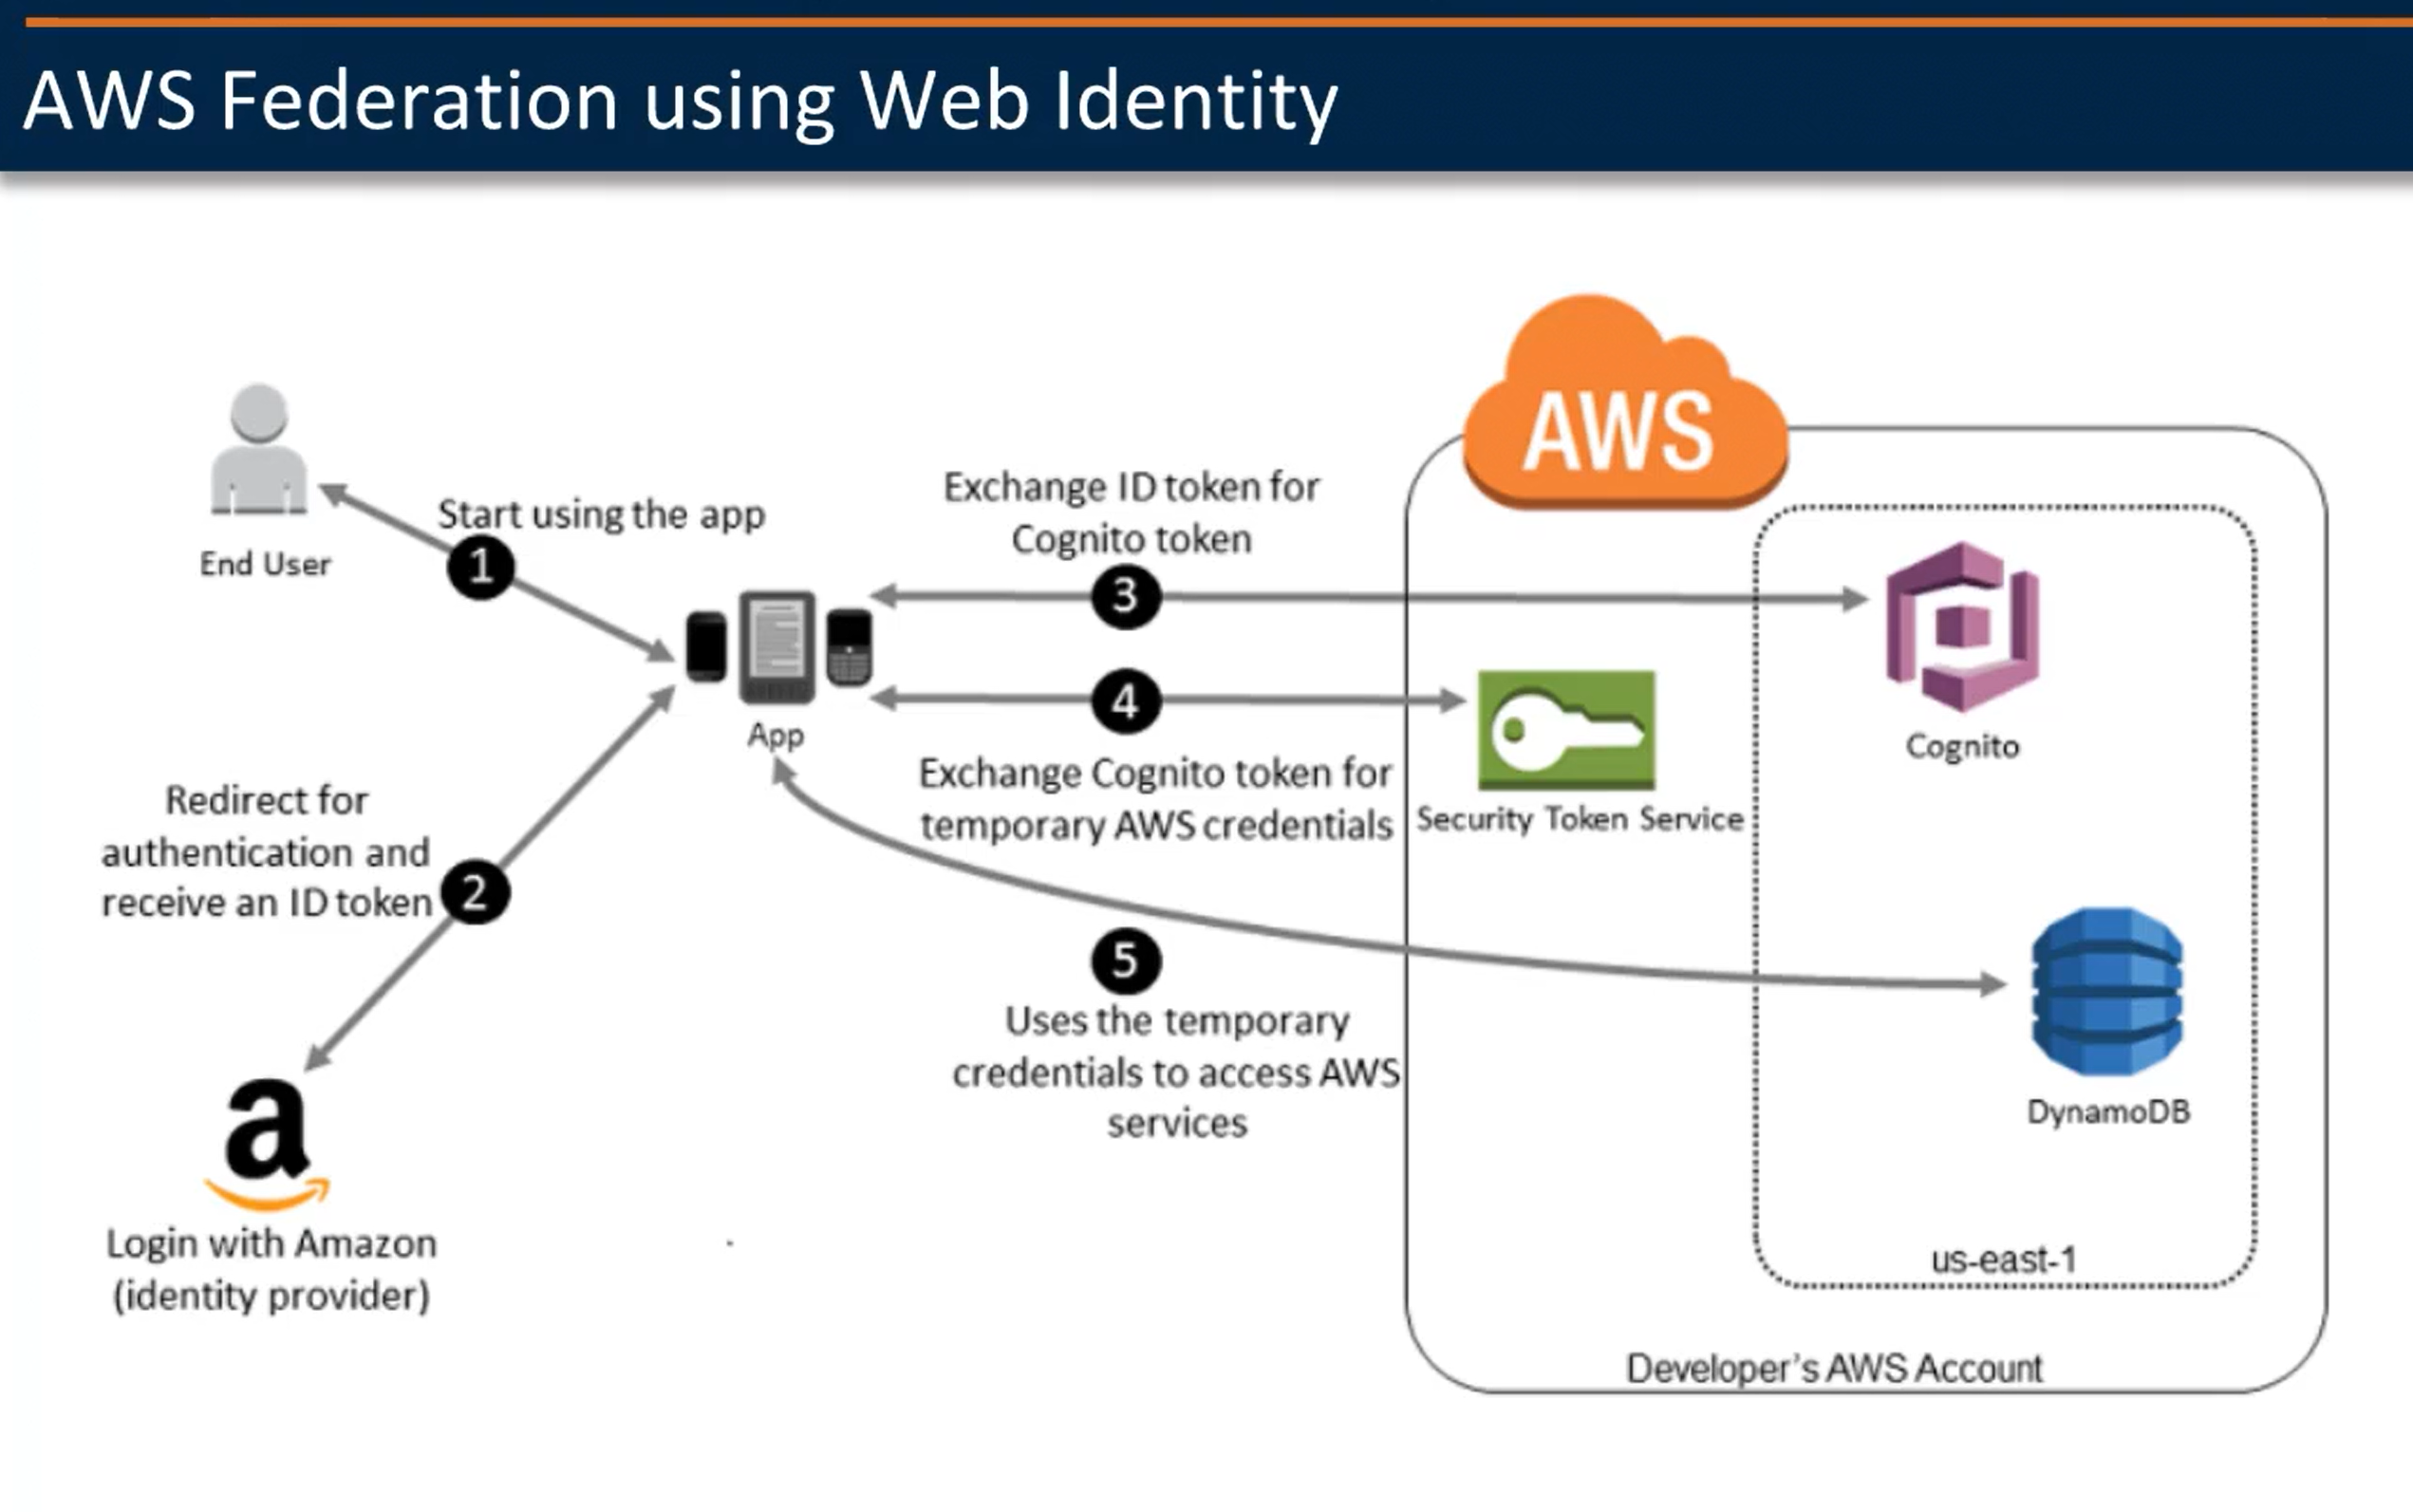 AWS Federation using Web Identity
AWS
End User
Start using the app
1
Exchange ID token for
Cognito token
3
Cognito
App
4
Exchange Cognito token for
temporary AWS credentials
Security Token Service
Redirect for
authentication and
receive an ID token
2
5
Uses the temporary
credentials to access AWS
services
DynamoDB
a
Login with Amazon
(identity provider)
us-east-1
Developer's AWS Account